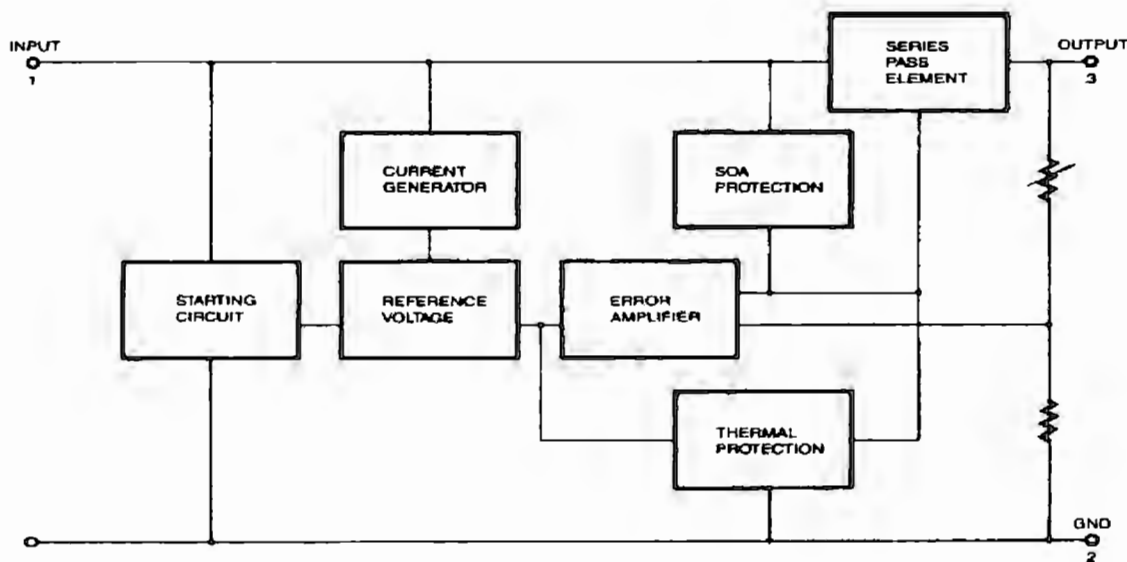 INPUT
1
SERIES
PASS
ELEMENT
OUTPUT
3
CURRENT
GENERATOR
SOA
PROTECTION
STARTING
CIRCUIT
REFERENCE
VOLTAGE
ERROR
AMPLIFIER
THERMAL
PROTECTION
GND
2